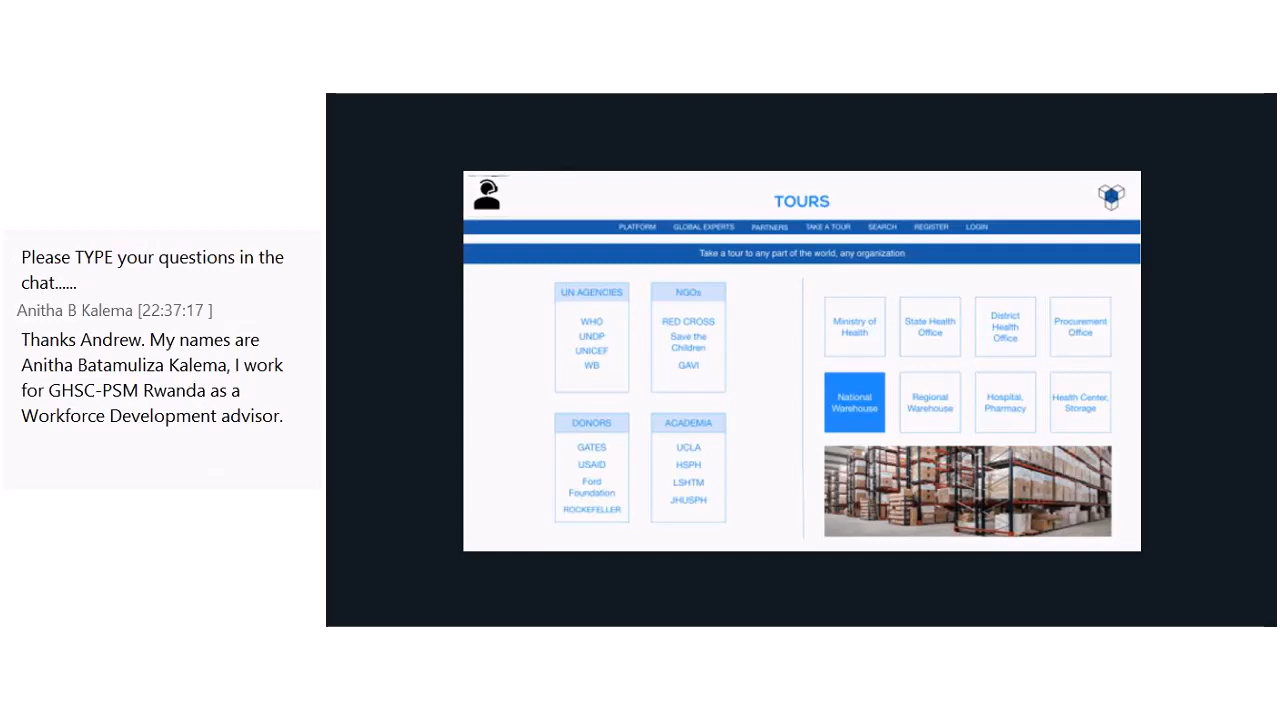 Please TYPE your questions in the
chat......
Anitha B Kalema [22:37:17 ]
Thanks Andrew. My names are
Anitha Batamuliza Kalema, I work
for GHSC-PSM Rwanda as a
Workforce Development advisor.
TOURS
PLATFORM GLOBAL EXPERTS PARTNERS TAKE A TOUR SEARCH REGISTER LOGIN
Take a tour to any part of the world, any organization
UN AGENCIES
WHO
UNDP
UNICEF
WB
NGOs
RED CROSS
Save the
Children
GAVI
DONORS
GATES
USAID
Ford
Foundation
ROCKEFELLER
ACADEMIA
UCLA
HSPH
LSHTM
JHUSPH
Ministry of
Health
State Health
Office
District
Health
Office
Procurement
Office
National
Warehouse
Regional
Warehouse
Hospital,
Pharmacy
Health Center,
Storage